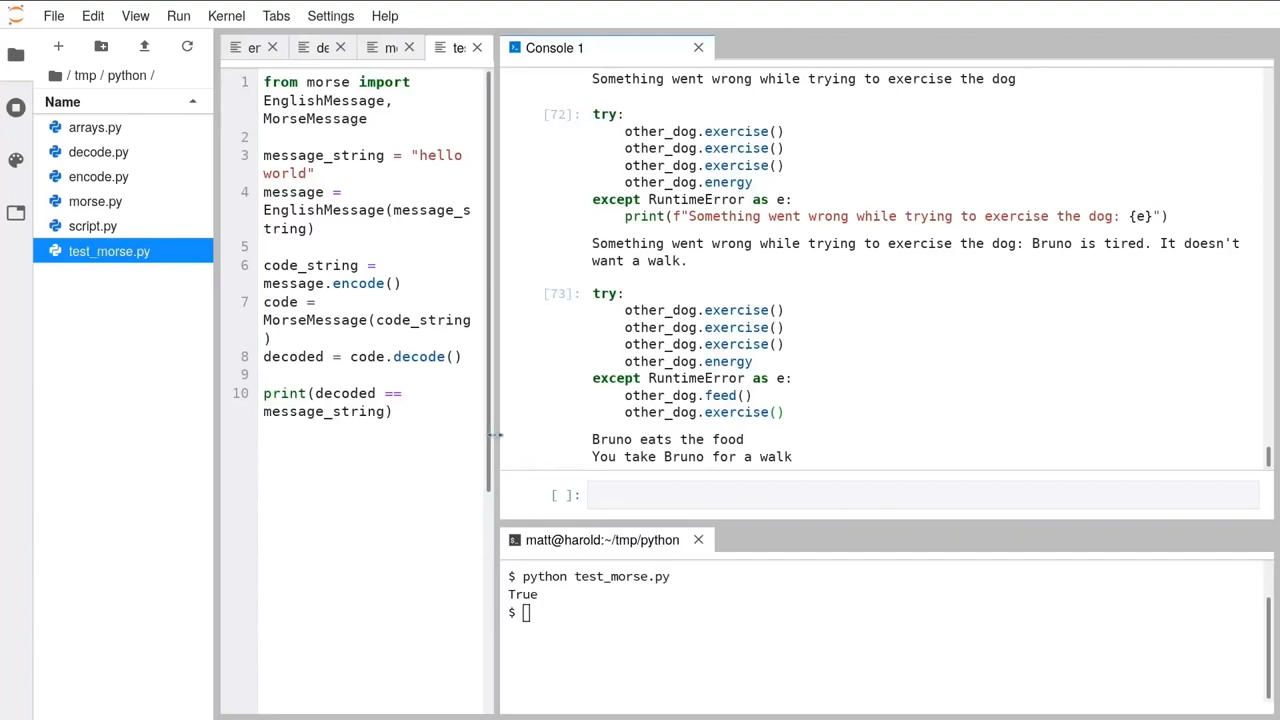 File Edit View Run Kernel Tabs Settings Help
/ tmp / python /
Name
arrays.py
decode.py
encode.py
morse.py
script.py
test_morse.py
er
de
mo
tes
1 from morse import
EnglishMessage,
MorseMessage
2
3 message_string = "hello
world"
4 message =
EnglishMessage(message_s
tring)
5
6 code_string =
message.encode()
7 code =
MorseMessage(code_string
)
8 decoded = code.decode()
9
10 print(decoded ==
message_string)
Console 1
Something went wrong while trying to exercise the dog
[72]: try:
other_dog.exercise()
other_dog.exercise()
other_dog.exercise()
other_dog.energy
except RuntimeError as e:
print(f"Something went wrong while trying to exercise the dog: {e}")
Something went wrong while trying to exercise the dog: Bruno is tired. It doesn't
want a walk.
[73]: try:
other_dog.exercise()
other_dog.exercise()
other_dog.exercise()
other_dog.energy
except RuntimeError as e:
other_dog.feed()
other_dog.exercise()
Bruno eats the food
You take Bruno for a walk
[ ]:
matt@harold:~/tmp/python
$ python test_morse.py
True
$